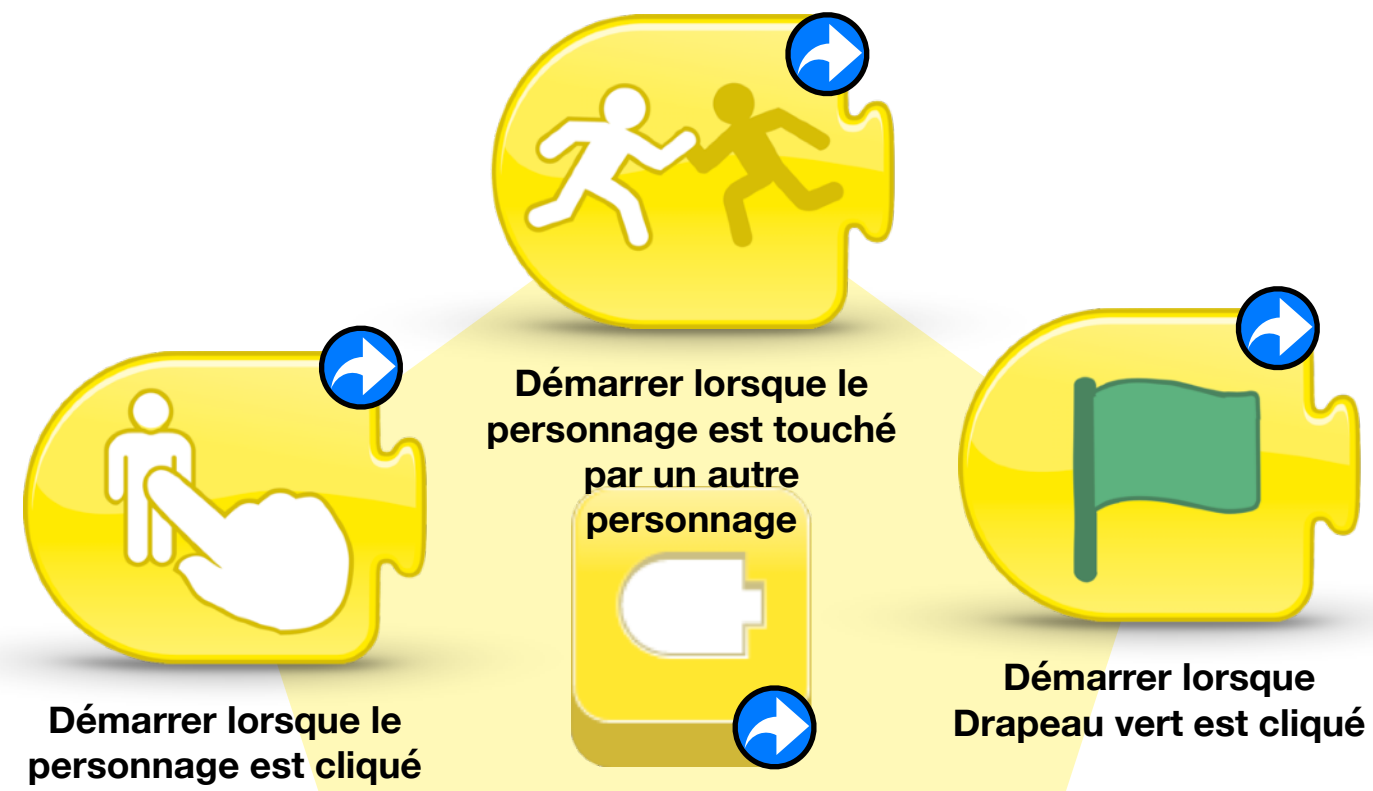 Démarrer lorsque le
personnage est touché
par un autre
personnage
Démarrer lorsque le
personnage est cliqué
Démarrer lorsque
Drapeau vert est cliqué